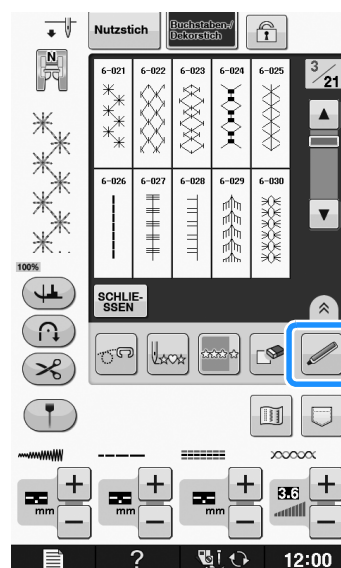 Nutzstich
Buchstaben-/
Dekorstich
N
3/21
6-021 6-022 6-023 6-024 6-025
6-026 6-027 6-028 6-029 6-030
100%
SCHLIE-
SSEN
mm
mm
mm
3.6
?
12:00